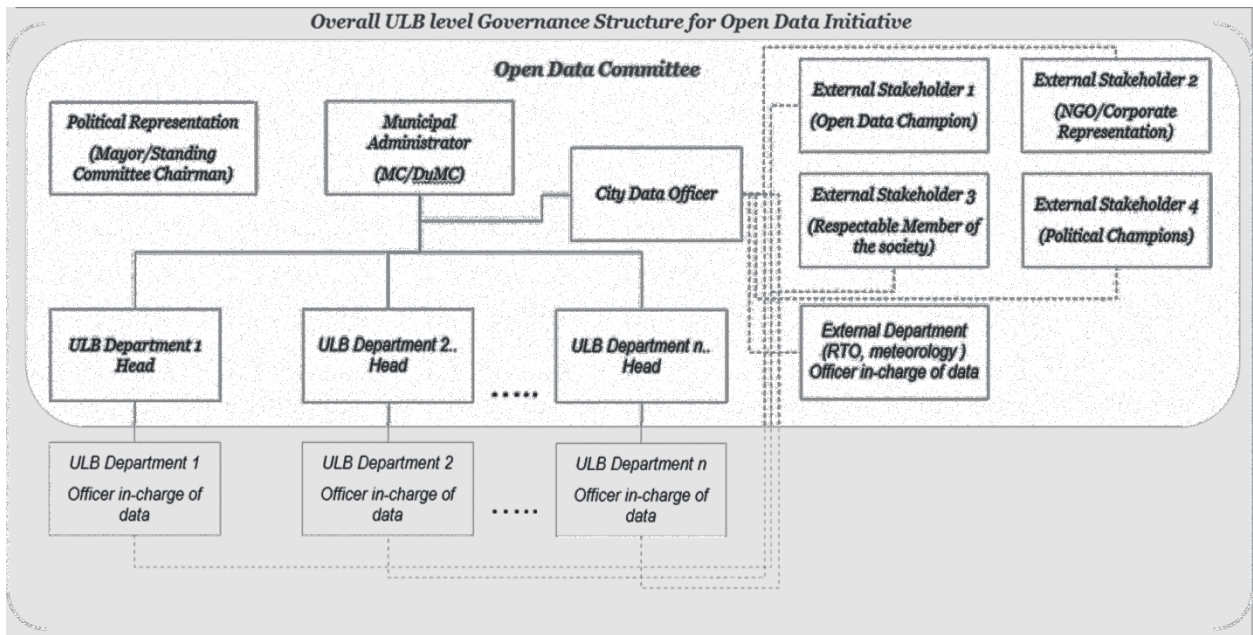 Overall ULB level Governance Structure for Open Data Initiative
Open Data Committee
Political Representation
(Mayor/Standing
Committee Chairman)
Municipal
Administrator
(MC/DyMC)
City Data Officer
External Stakeholder 1
(Open Data Champion)
External Stakeholder 2
(NGO/Corporate
Representation)
External Stakeholder 3
(Respectable Member of
the society)
External Stakeholder 4
(Political Champions)
ULB Department 1
Head
ULB Department 2..
Head
.....
ULB Department n..
Head
External Department
(RTO, meteorology )
Officer in-charge of data
ULB Department 1
Officer in-charge of
data
ULB Department 2
Officer in-charge of
data
.....
ULB Department n
Officer in-charge of
data